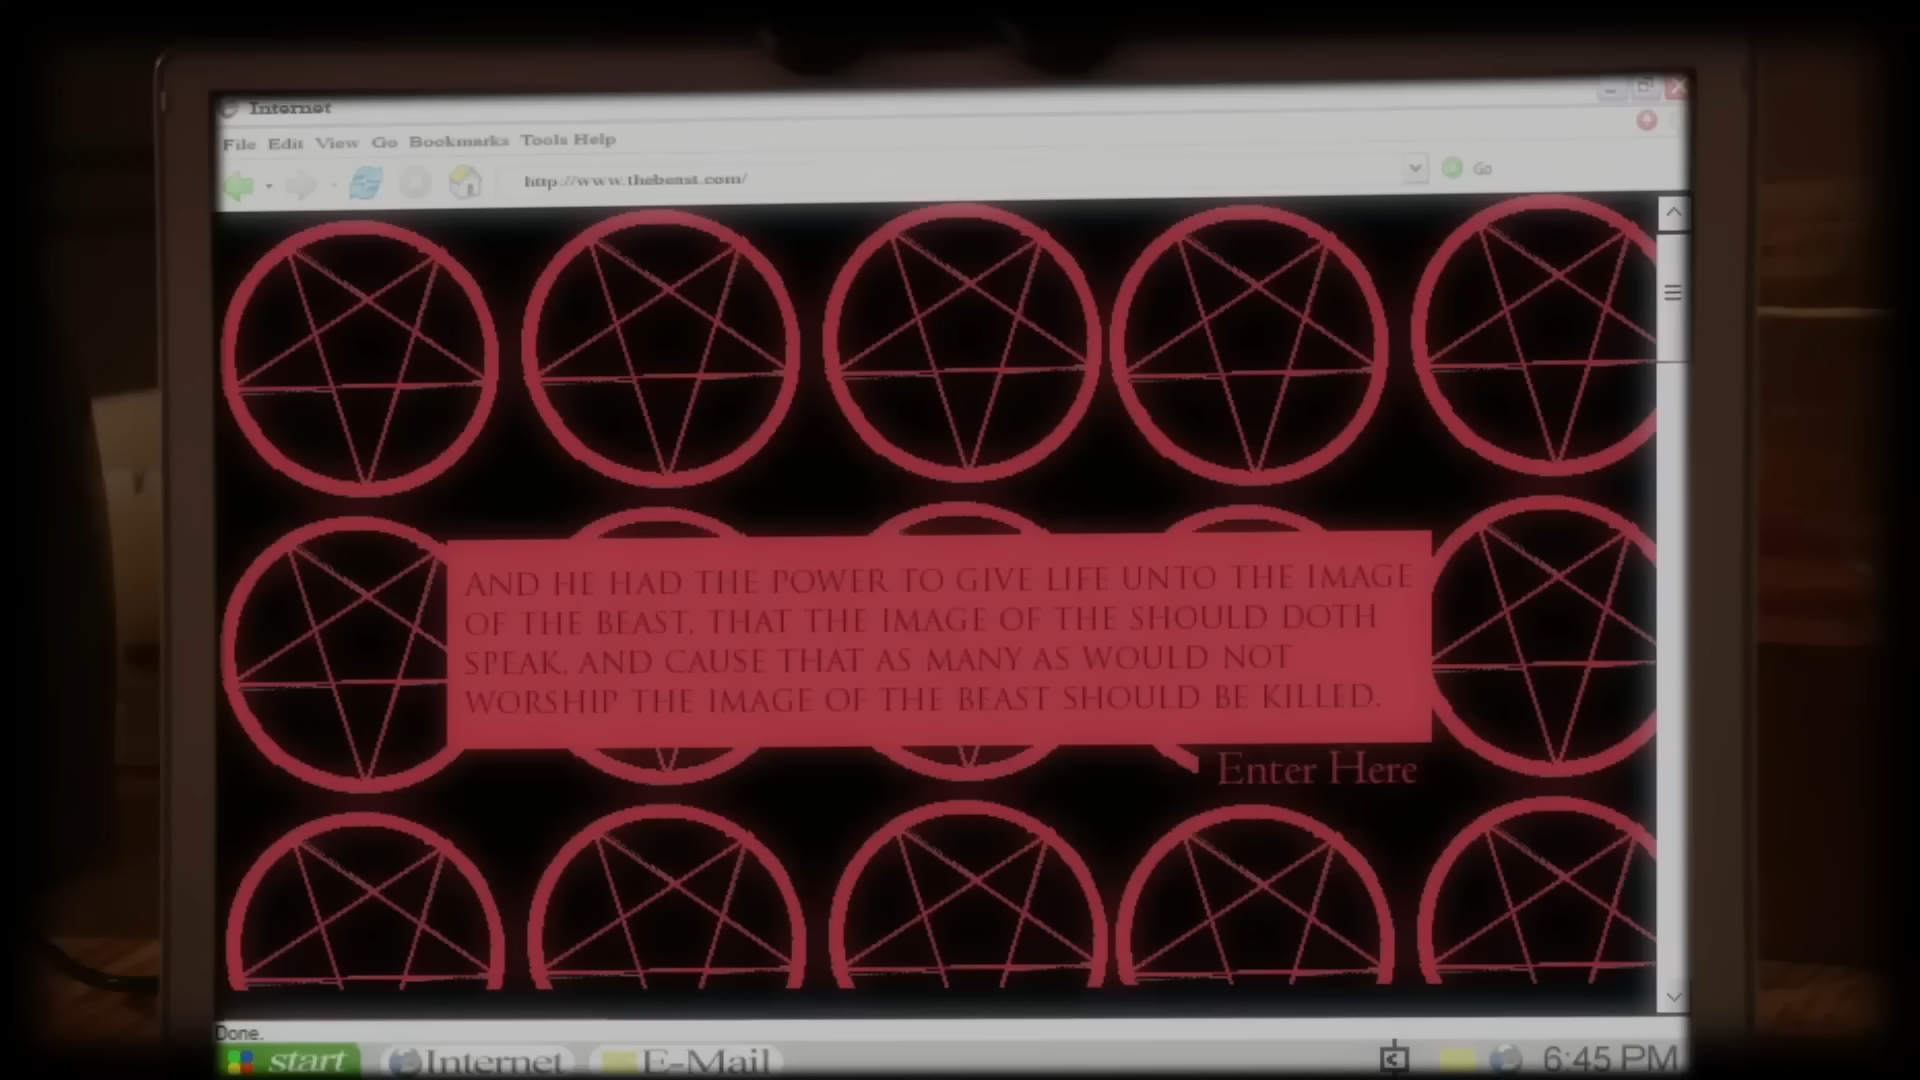 Internet
File Edit View Go Bookmarks Tools Help
http://www.thebeast.com/
Go
AND HE HAD THE POWER TO GIVE LIFE UNTO THE IMAGE
OF THE BEAST, THAT THE IMAGE OF THE SHOULD DOTH
SPEAK, AND CAUSE THAT AS MANY AS WOULD NOT
WORSHIP THE IMAGE OF THE BEAST SHOULD BE KILLED.
Enter Here
Done.
start Internet E-Mail 6:45 PM